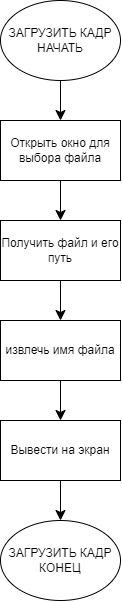 ЗАГРУЗИТЬ КАДР
НАЧАТЬ
Открыть окно для
выбора файла
Получить файл и его
путь
извлечь имя файла
Вывести на экран
ЗАГРУЗИТЬ КАДР
КОНЕЦ